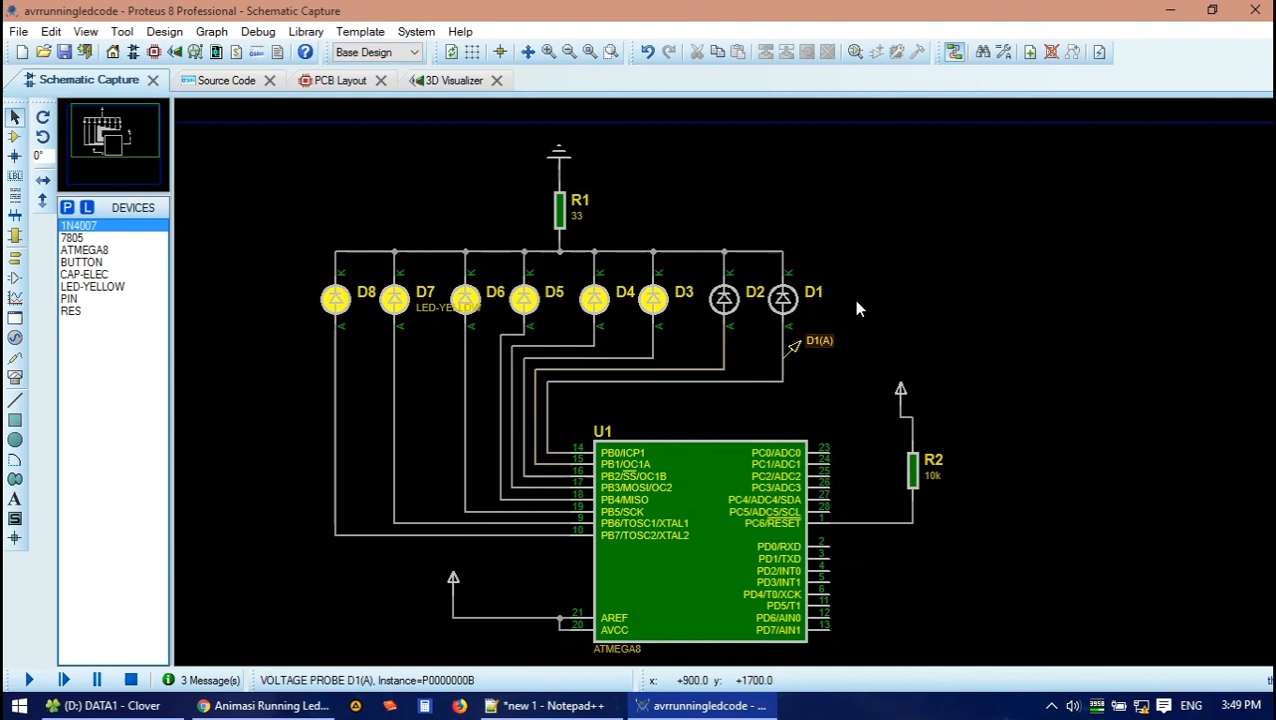 avrrunningledcode - Proteus 8 Professional - Schematic Capture
File Edit View Tool Design Graph Debug Library Template System Help
Base Design
Schematic Capture Source Code PCB Layout 3D Visualizer
0°
P L DEVICES
1N4007
7805
ATMEGA8
BUTTON
CAP-ELEC
LED-YELLOW
PIN
RES
LBL
A
S
R1
33
K K K K K K K K
D8 D7 D6 D5 D4 D3 D2 D1
LED-YELLOW
A A A A A A A A
D1(A)
R2
10k
U1
14 PB0/ICP1 PC0/ADC0 23
15 PB1/OC1A PC1/ADC1 24
16 PB2/SS/OC1B PC2/ADC2 25
17 PB3/MOSI/OC2 PC3/ADC3 26
18 PB4/MISO PC4/ADC4/SDA 27
19 PB5/SCK PC5/ADC5/SCL 28
9 PB6/TOSC1/XTAL1 PC6/RESET 1
10 PB7/TOSC2/XTAL2
PD0/RXD 2
PD1/TXD 3
PD2/INT0 4
PD3/INT1 5
PD4/T0/XCK 6
PD5/T1 11
21 AREF PD6/AIN0 12
20 AVCC PD7/AIN1 13
ATMEGA8
3 Message(s) VOLTAGE PROBE D1(A), Instance=P0000000B x: +900.0 y: +1700.0 th
(D:) DATA1 - Clover Animasi Running Led... *new 1 - Notepad++ avrrunningledcode - ... ENG 3:49 PM